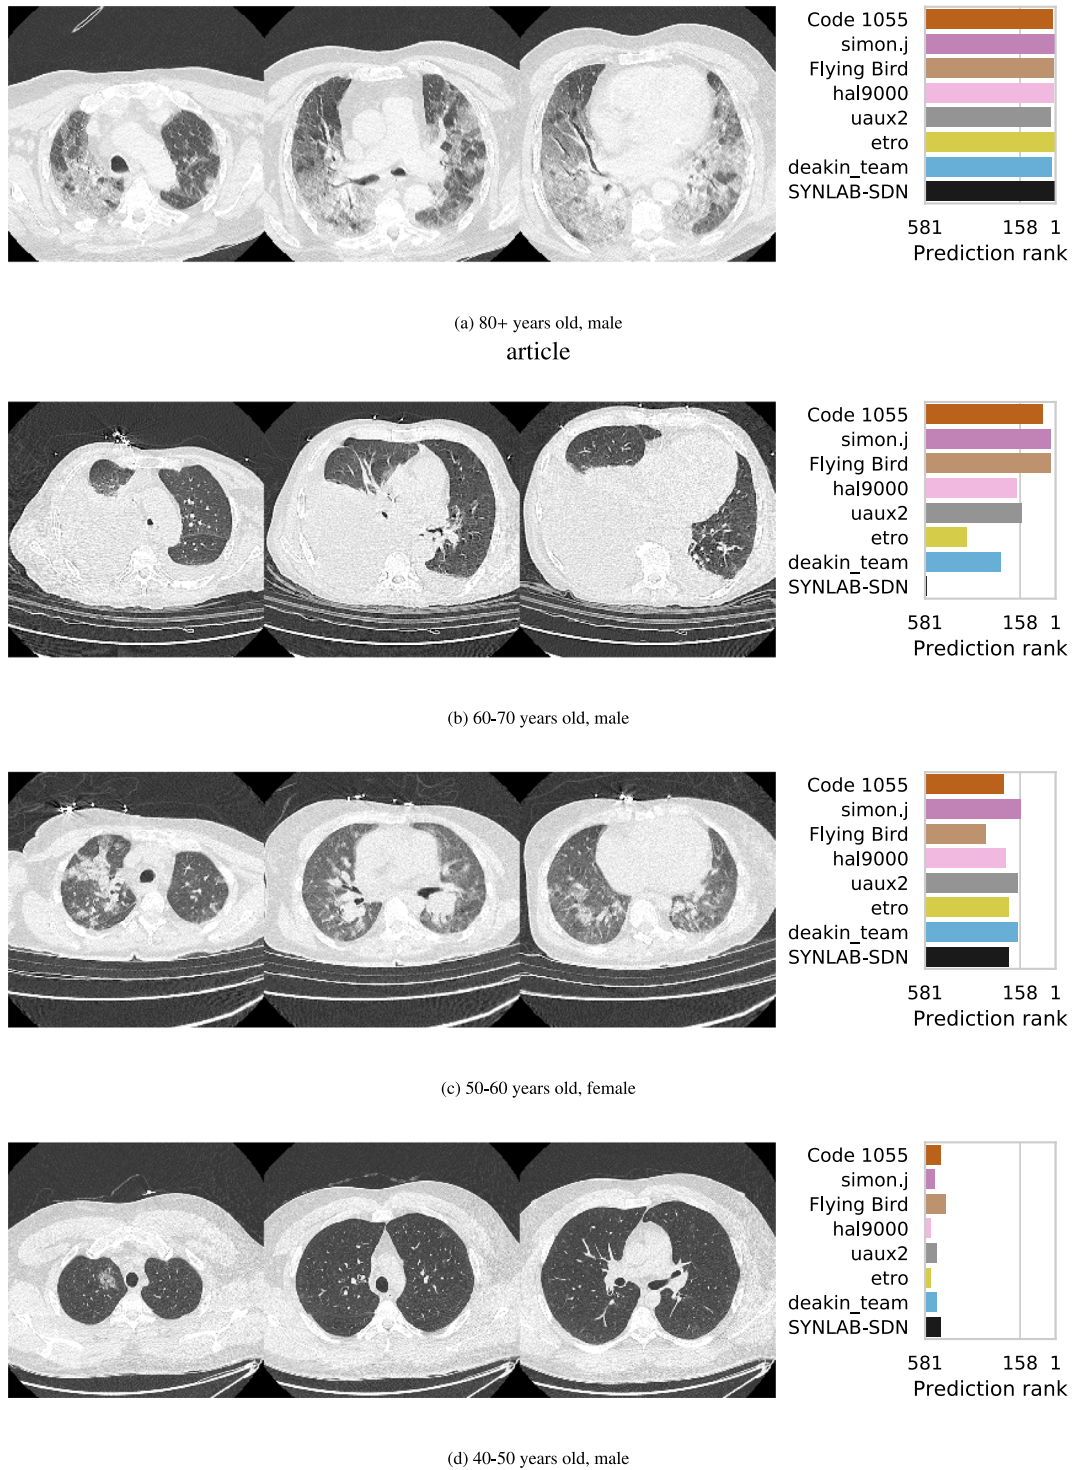 Code 1055
simon.j
Flying Bird
hal9000
uaux2
etro
deakin_team
SYNLAB-SDN
581 158 1
Prediction rank
(a) 80+ years old, male
article
Code 1055
simon.j
Flying Bird
hal9000
uaux2
etro
deakin_team
SYNLAB-SDN
581 158 1
Prediction rank
(b) 60-70 years old, male
Code 1055
simon.j
Flying Bird
hal9000
uaux2
etro
deakin_team
SYNLAB-SDN
581 158 1
Prediction rank
(c) 50-60 years old, female
Code 1055
simon.j
Flying Bird
hal9000
uaux2
etro
deakin_team
SYNLAB-SDN
581 158 1
Prediction rank
(d) 40-50 years old, male